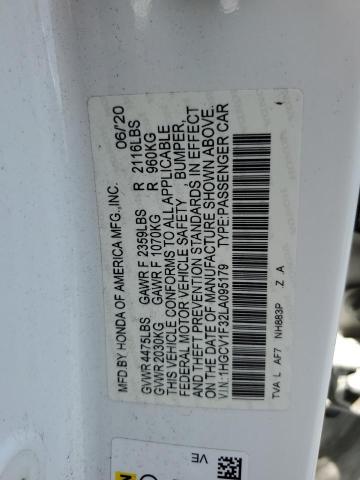 MFD.BY HONDA OF AMERICA MFG.,INC. 06/20
GVWR 4475LBS GAWR F 2359LBS R 2116LBS
GVWR 2030KG GAWR F 1070KG R 960KG
THIS VEHICLE CONFORMS TO ALL APPLICABLE
FEDERAL MOTOR VEHICLE SAFETY BUMPER,
AND THEFT PREVENTION STANDARDS IN EFFECT
ON THE DATE OF MANUFACTURE SHOWN ABOVE.
V.I.N.:1HGCV1F32LA095179 TYPE:PASSENGER CAR
TVA L AF7 NH883P Z A
VE